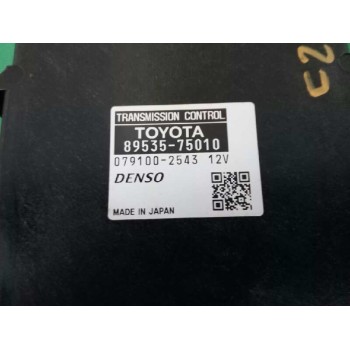 TRANSMISSION CONTROL
TOYOTA
89535-75010
079100-2543 12V
DENSO
MADE IN JAPAN